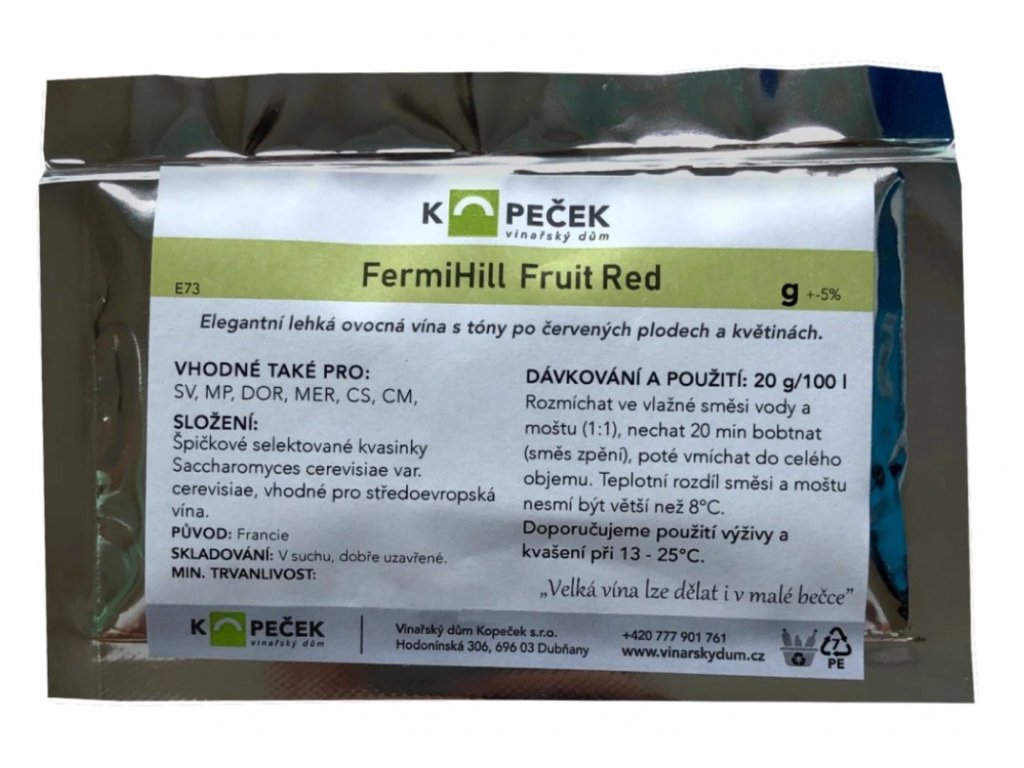 K PEČEK
vinařský dům
FermiHill Fruit Red
E73
g +-5%
Elegantní lehká ovocná vína s tóny po červených plodech a květinách.
VHODNÉ TAKÉ PRO:
SV, MP, DOR, MER, CS, CM,
SLOŽENÍ:
Špičkové selektované kvasinky
Saccharomyces cerevisiae var.
cerevisiae, vhodné pro středoevropská
vína.
PŮVOD: Francie
SKLADOVÁNÍ: V suchu, dobře uzavřené.
MIN. TRVANLIVOST:
DÁVKOVÁNÍ A POUŽITÍ: 20 g/100 l
Rozmíchat ve vlažné směsi vody a
moštu (1:1), nechat 20 min bobtnat
(směs zpění), poté vmíchat do celého
objemu. Teplotní rozdíl směsi a moštu
nesmí být větší než 8°C.
Doporučujeme použití výživy a
kvašení při 13 - 25°C.
„Velká vína lze dělat i v malé bečce”
K PEČEK
vinařský dům
Vinařský dům Kopeček s.r.o.
Hodonínská 306, 696 03 Dubňany
+420 777 901 761
www.vinarskydum.cz
7
PE